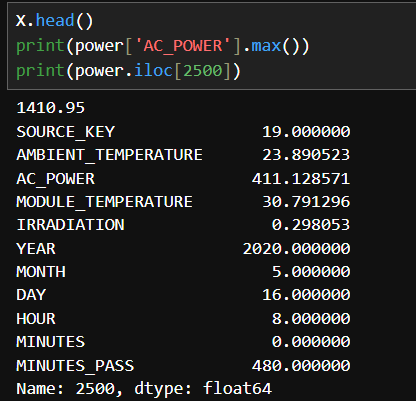 X.head()
print(power['AC_POWER'].max())
print(power.iloc[2500])
1410.95
SOURCE_KEY 19.000000
AMBIENT_TEMPERATURE 23.890523
AC_POWER 411.128571
MODULE_TEMPERATURE 30.791296
IRRADIATION 0.298053
YEAR 2020.000000
MONTH 5.000000
DAY 16.000000
HOUR 8.000000
MINUTES 0.000000
MINUTES_PASS 480.000000
Name: 2500, dtype: float64